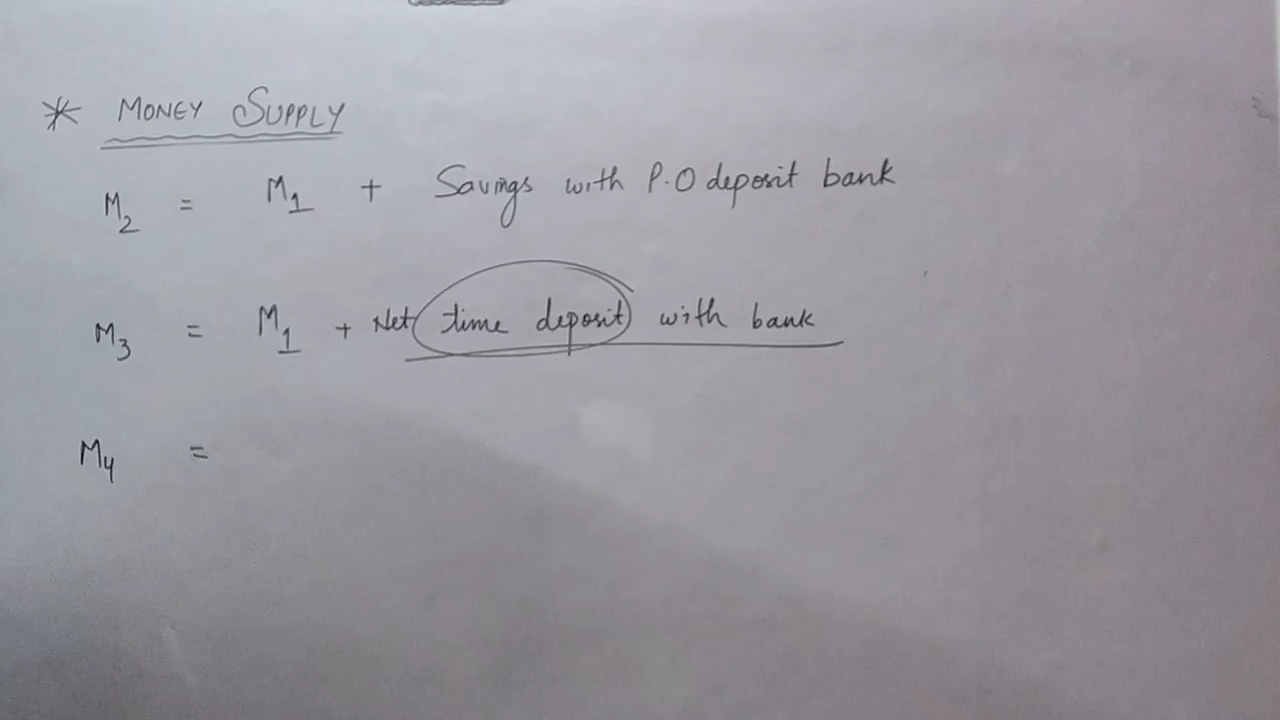 * MONEY SUPPLY
M2 = M1 + Savings with P.O deposit bank
M3 = M1 + Net time deposit with bank
M4 =